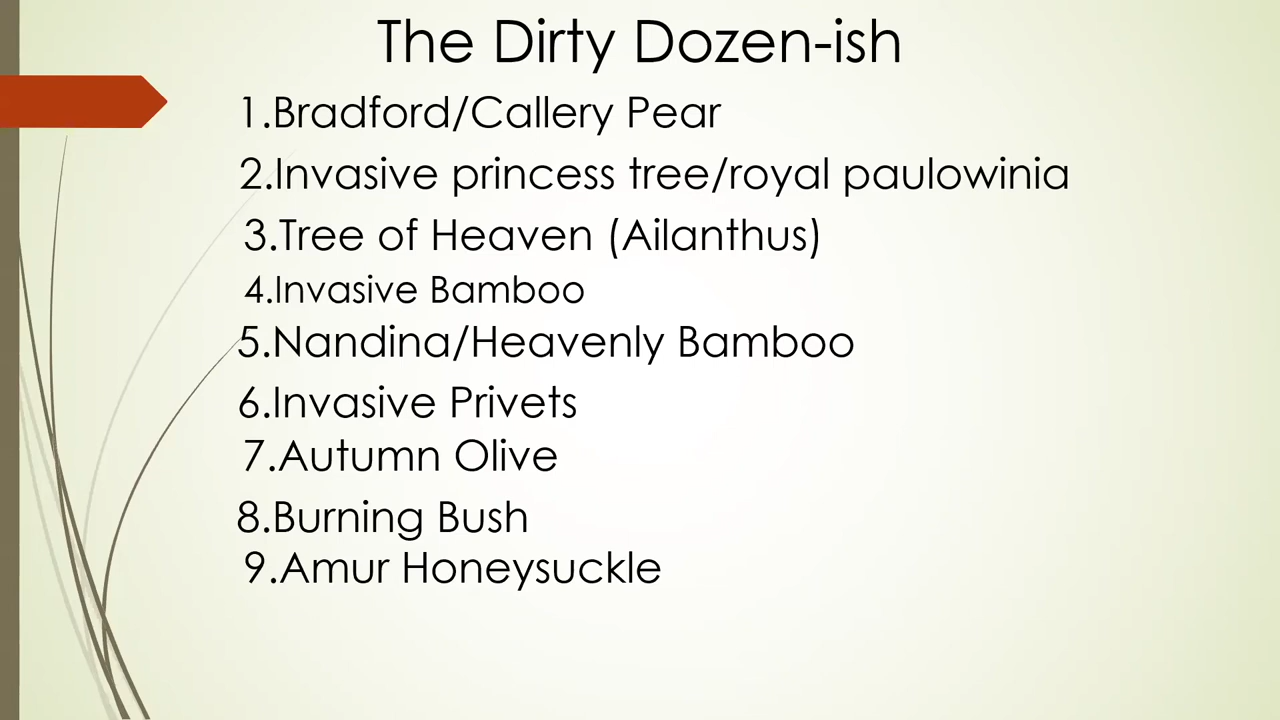 The Dirty Dozen-ish
1.Bradford/Callery Pear
2.Invasive princess tree/royal paulowinia
3.Tree of Heaven (Ailanthus)
4.Invasive Bamboo
5.Nandina/Heavenly Bamboo
6.Invasive Privets
7.Autumn Olive
8.Burning Bush
9.Amur Honeysuckle